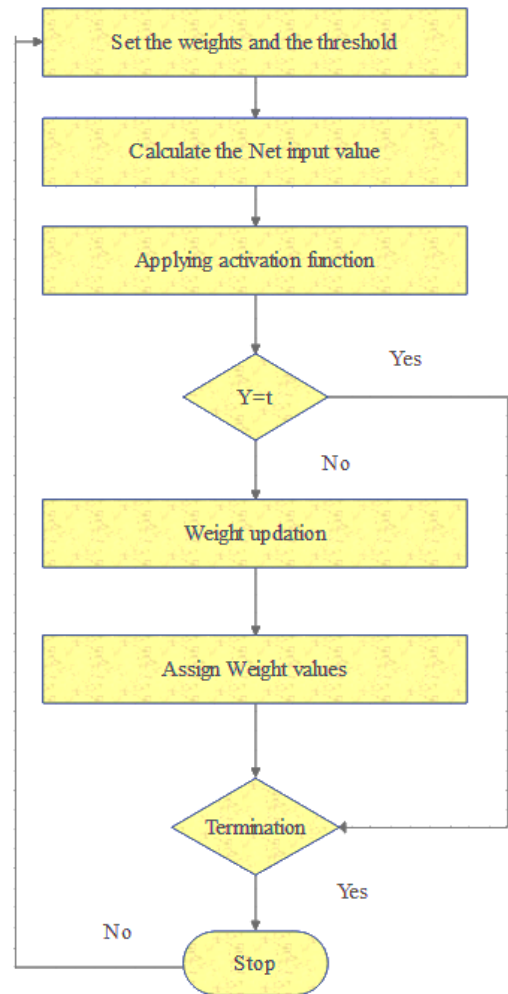 Set the weights and the threshold
Calculate the Net input value
Applying activation function
Yes
Y=t
No
Weight updation
Assign Weight values
Termination
Yes
No
Stop